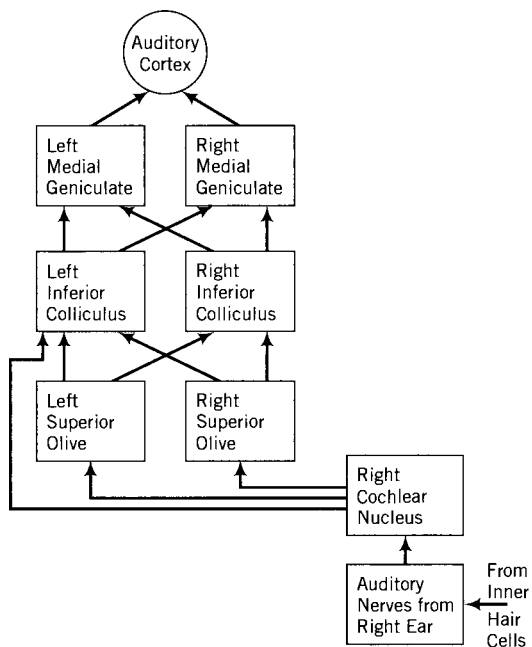 Auditory
Cortex
Left
Medial
Geniculate
Right
Medial
Geniculate
Left
Inferior
Colliculus
Right
Inferior
Colliculus
Left
Superior
Olive
Right
Superior
Olive
Right
Cochlear
Nucleus
Auditory
Nerves from
Right Ear
From
Inner
Hair
Cells